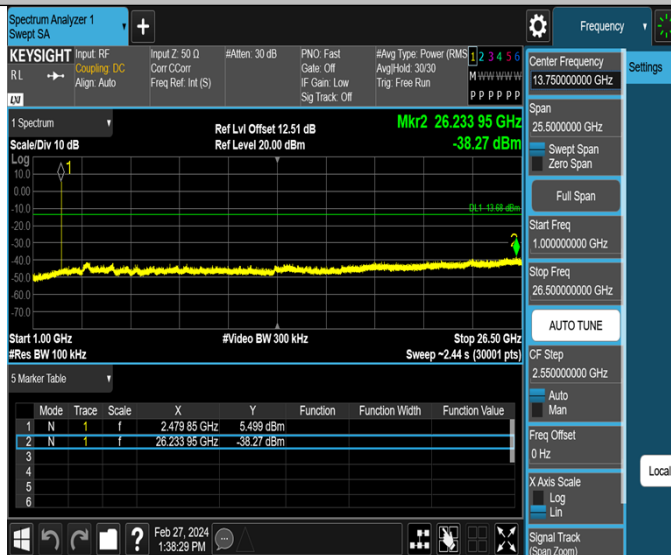 Spectrum Analyzer 1
Swept SA
Frequency
KEYSIGHT
Input: RF
Coupling: DC
Align: Auto
Input Z: 50 Ω
Corr CCorr
Freq Ref: Int (S)
#Atten: 30 dB
PNO: Fast
Gate: Off
IF Gain: Low
Sig Track: Off
#Avg Type: Power (RMS)
Avg|Hold: 30/30
Trig: Free Run
1 2 3 4 5 6
M W W W W W
P P P P P P
R L
LXI
1 Spectrum
Scale/Div 10 dB
Ref Lvl Offset 12.51 dB
Ref Level 20.00 dBm
Mkr2 26.233 95 GHz
-38.27 dBm
Log
10.0
0.00
-10.0
-20.0
-30.0
-40.0
-50.0
-60.0
-70.0
1
DL1 -13.68 dBm
2
Start 1.00 GHz
#Res BW 100 kHz
#Video BW 300 kHz
Stop 26.50 GHz
Sweep ~2.44 s (30001 pts)
5 Marker Table
Mode Trace Scale X Y Function Function Width Function Value
1 N 1 f 2.479 85 GHz 5.499 dBm
2 N 1 f 26.233 95 GHz -38.27 dBm
3
4
5
6
Feb 27, 2024
1:38:29 PM
Center Frequency
13.750000000 GHz
Span
25.5000000 GHz
Swept Span
Zero Span
Full Span
Start Freq
1.000000000 GHz
Stop Freq
26.500000000 GHz
AUTO TUNE
CF Step
2.550000000 GHz
Auto
Man
Freq Offset
0 Hz
X Axis Scale
Log
Lin
Signal Track
(Span Zoom)
Settings
Local